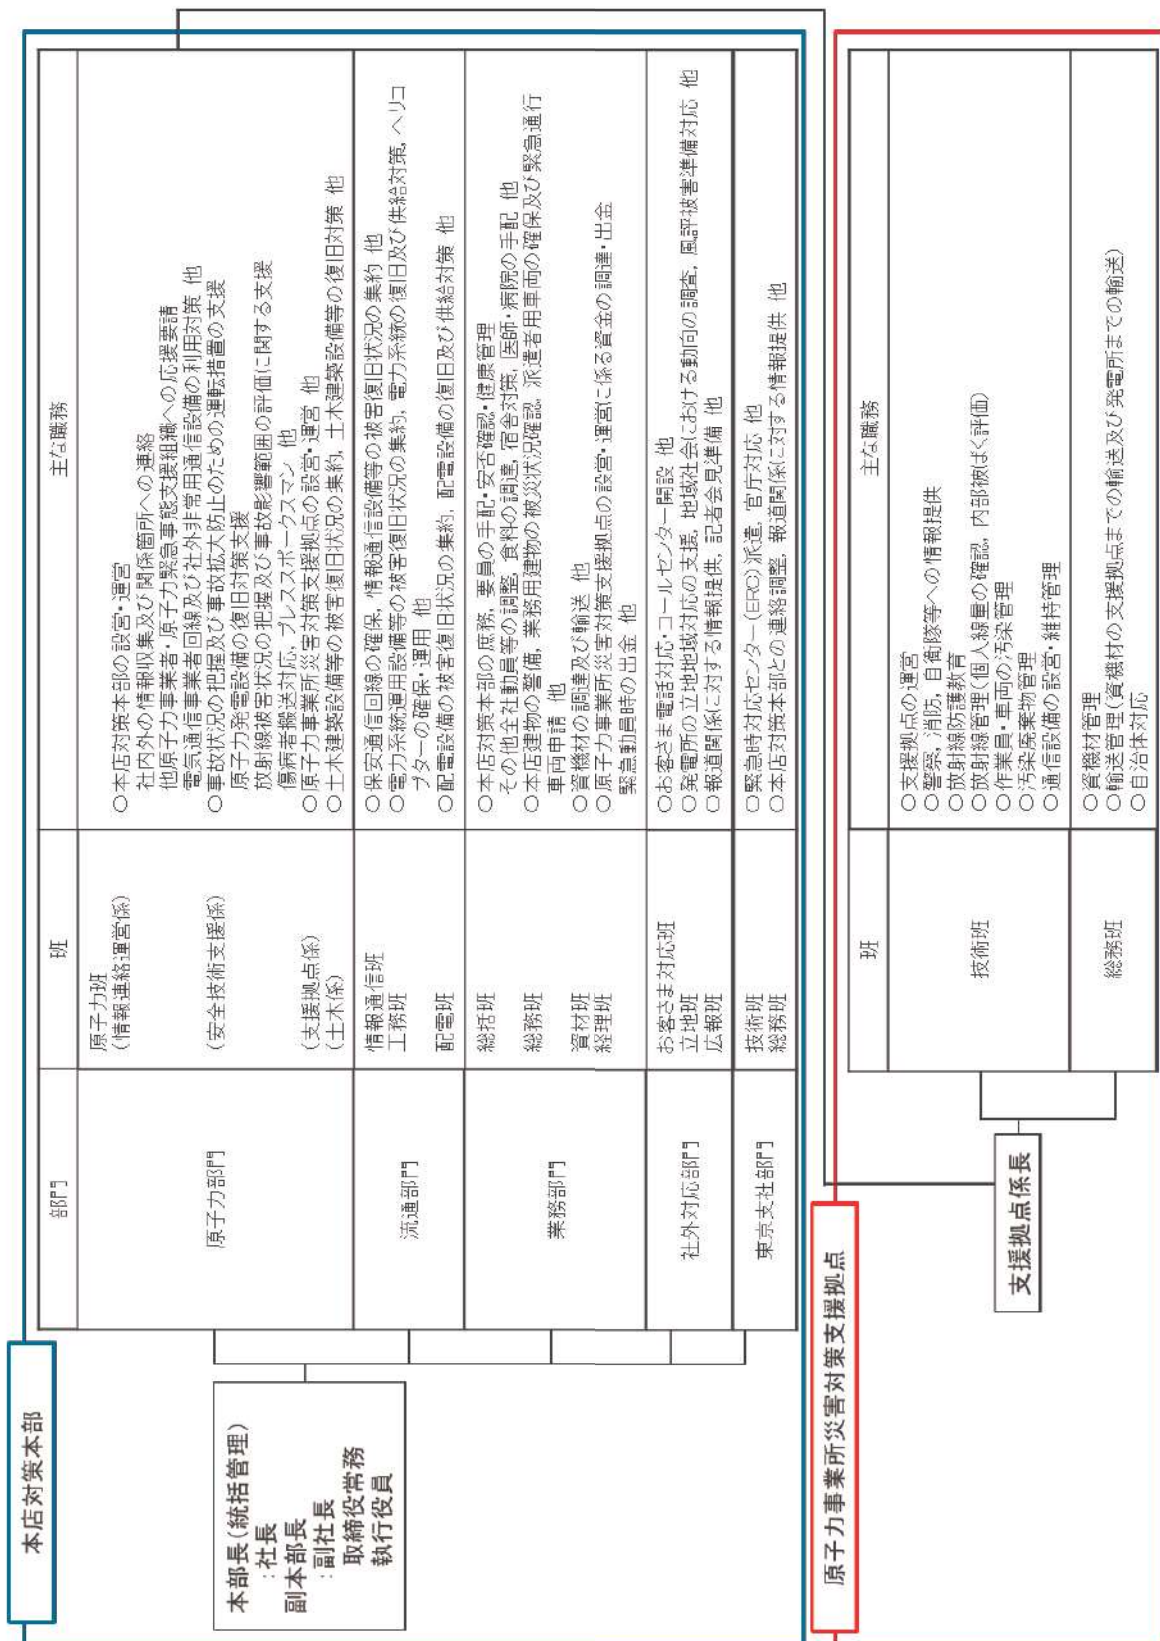 本店対策本部
本部長(統括管理)
:社長
副本部長
:副社長
取締役常務
執行役員
部門
班
主な職務
原子力部門
原子力班
(情報連絡運営係)
○本店対策本部の設営・運営
社内外の情報収集及び関係箇所への連絡
他原子力事業者・原子力緊急事態支援組織への応援要請
電気通信事業者回線及び社外非常用通信設備の利用対策 他
(安全技術支援係)
○事故状況の把握及び事故拡大防止のための運転措置の支援
原子力発電設備の復旧対策支援
放射線被害状況の把握及び事故影響範囲の評価に関する支援
傷病者搬送対応, プレススポークスマン 他
(支援拠点係)
○原子力事業所災害対策支援拠点の設営・運営 他
(土木係)
○土木建築設備等の被害復旧状況の集約, 土木建築設備等の復旧対策 他
流通部門
情報通信班
○保安通信回線の確保, 情報通信設備等の被害復旧状況の集約 他
工務班
○電力系統運用設備等の被害復旧状況の集約, 電力系統の復旧及び供給対策, ヘリコ
プターの確保・運用 他
配電班
○配電設備の被害復旧状況の集約, 配電設備の復旧及び供給対策 他
業務部門
総括班
○本店対策本部の庶務, 要員の手配・安否確認・健康管理
その他全社動員等の調整, 食料の調達, 宿舎対策, 医師・病院の手配 他
総務班
○本店建物の警備, 業務用建物の被災状況確認, 派遣者用車両の確保及び緊急通行
車両申請 他
資材班
○資機材の調達及び輸送 他
経理班
○原子力事業所災害対策支援拠点の設営・運営に係る資金の調達・出金
緊急動員時の出金 他
社外対応部門
お客さま対応班
○お客さま電話対応・コールセンター開設 他
立地班
○発電所の立地地域対応の支援, 地域社会における動向の調査, 風評被害準備対応 他
広報班
○報道関係に対する情報提供, 記者会見準備 他
東京支社部門
技術班
○緊急時対応センター(ERC)派遣, 官庁対応 他
総務班
○本店対策本部との連絡調整, 報道関係に対する情報提供 他
原子力事業所災害対策支援拠点
支援拠点係長
班
主な職務
技術班
○支援拠点の運営
○警察, 消防, 自衛隊等への情報提供
○放射線防護教育
○放射線管理(個人線量の確認, 内部被ばく評価)
○作業員・車両の汚染管理
○汚染廃棄物管理
○通信設備の設営・維持管理
総務班
○資機材管理
○輸送管理(資機材の支援拠点までの輸送及び発電所までの輸送)
○自治体対応